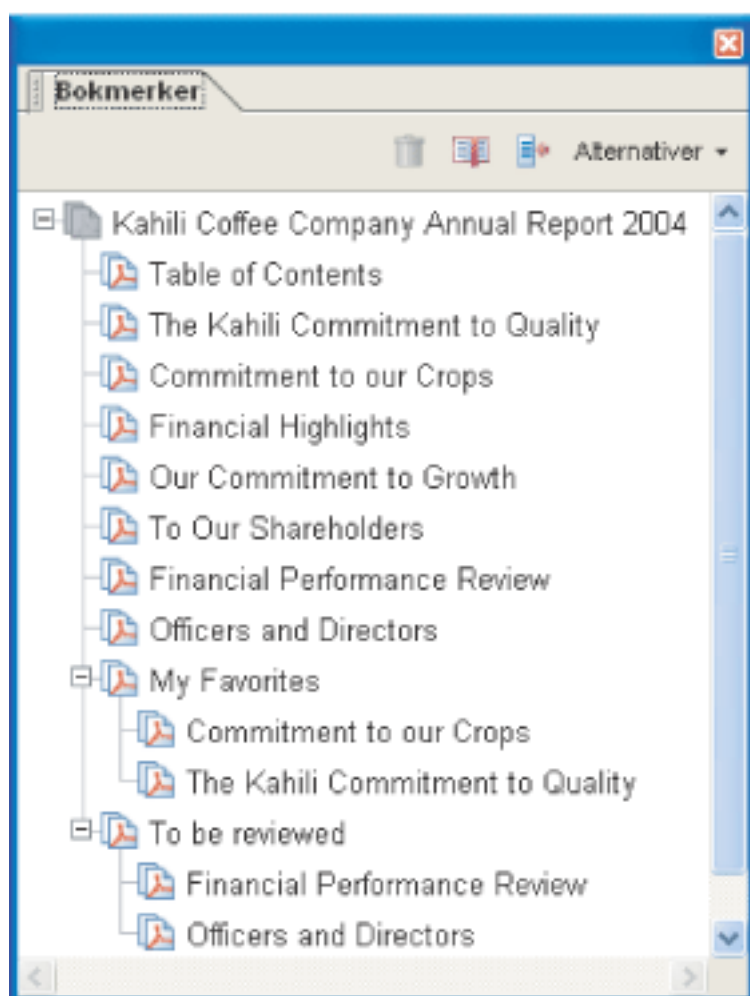 Bokmerker
Alternativer
Kahili Coffee Company Annual Report 2004
Table of Contents
The Kahili Commitment to Quality
Commitment to our Crops
Financial Highlights
Our Commitment to Growth
To Our Shareholders
Financial Performance Review
Officers and Directors
My Favorites
Commitment to our Crops
The Kahili Commitment to Quality
To be reviewed
Financial Performance Review
Officers and Directors